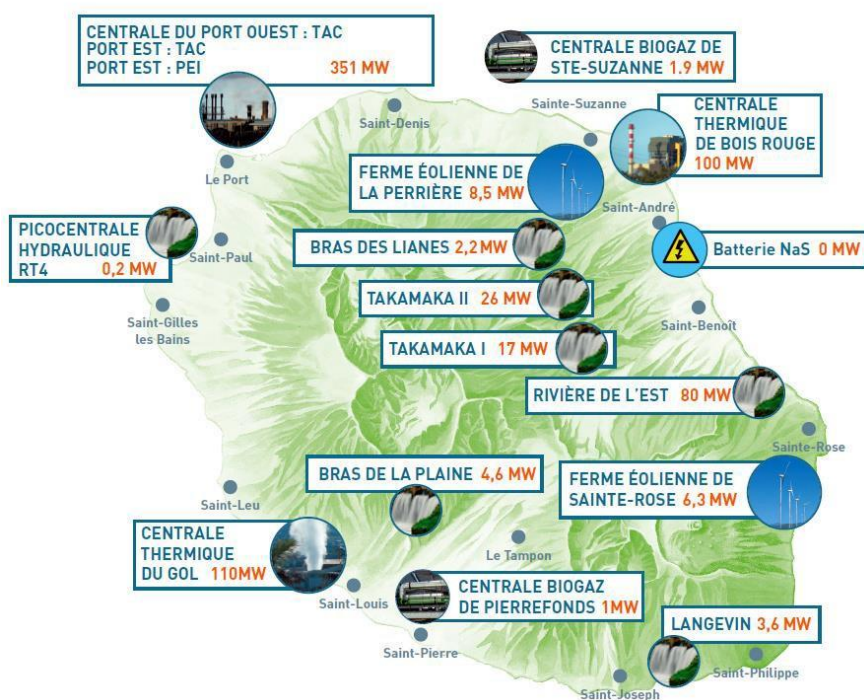 CENTRALE DU PORT OUEST : TAC
PORT EST : TAC
PORT EST : PEI 351 MW
CENTRALE BIOGAZ DE
STE-SUZANNE 1.9 MW
Sainte-Suzanne
CENTRALE
THERMIQUE
DE BOIS ROUGE
100 MW
Saint-Denis
Le Port
FERME ÉOLIENNE DE
LA PERRIÈRE 8,5 MW
Saint-André
PICOCENTRALE
HYDRAULIQUE
RT4 0,2 MW
Saint-Paul
BRAS DES LIANES 2,2 MW
Batterie NaS 0 MW
TAKAMAKA II 26 MW
Saint-Gilles
les Bains
Saint-Benoît
TAKAMAKA I 17 MW
RIVIÈRE DE L'EST 80 MW
Sainte-Rose
BRAS DE LA PLAINE 4,6 MW
FERME ÉOLIENNE DE
SAINTE-ROSE 6,3 MW
Saint-Leu
CENTRALE
THERMIQUE
DU GOL 110MW
Le Tampon
Saint-Louis
CENTRALE BIOGAZ
DE PIERREFONDS 1MW
LANGEVIN 3,6 MW
Saint-Pierre
Saint-Philippe
Saint-Joseph